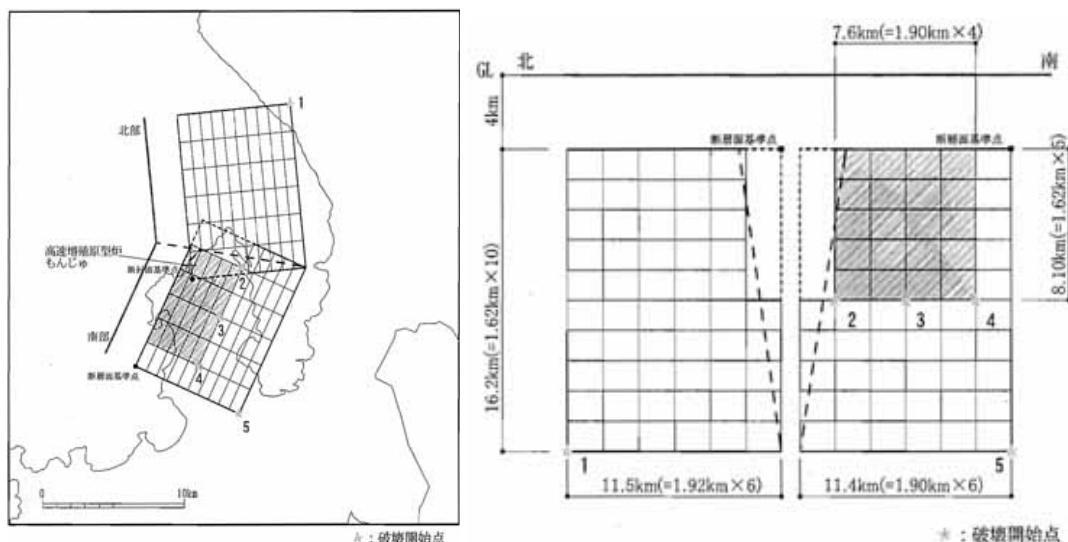 北部
1
高速増殖原型炉
もんじゅ
断層面基準点
2
3
南部
4
断層面基準点
5
0
10km
☆：破壊開始点
7.6km(=1.90km×4)
GL
北
南
4km
断層面基準点
断層面基準点
16.2km(=1.62km×10)
8.10km(=1.62km×5)
2
3
4
1
5
11.5km(=1.92km×6)
11.4km(=1.90km×6)
★：破壊開始点